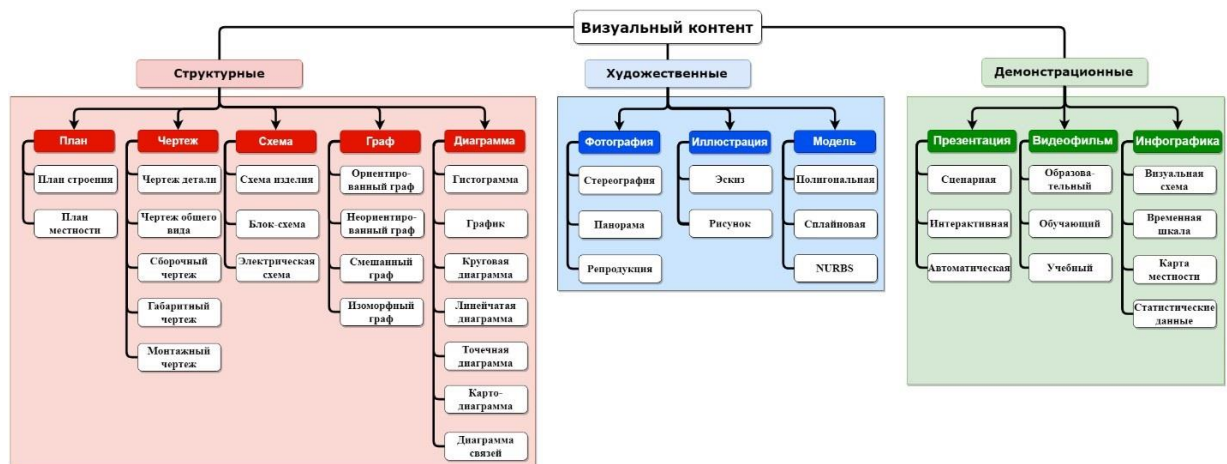 Визуальный контент
Структурные
Художественные
Демонстрационные
План
Чертеж
Схема
Граф
Диаграмма
План строения
План
местности
Чертеж детали
Чертеж общего
вида
Сборочный
чертеж
Габаритный
чертеж
Монтажный
чертеж
Схема изделия
Блок-схема
Электрическая
схема
Ориентиро-
ванный граф
Неориентиро-
ванный граф
Смешанный
граф
Изоморфный
граф
Гистограмма
График
Круговая
диаграмма
Линейчатая
диаграмма
Точечная
диаграмма
Карто-
диаграмма
Диаграмма
связей
Фотография
Иллюстрация
Модель
Стереография
Панорама
Репродукция
Эскиз
Рисунок
Полигональная
Сплайновая
NURBS
Презентация
Видеофильм
Инфографика
Сценарная
Интерактивная
Автоматическая
Образова-
тельный
Обучающий
Учебный
Визуальная
схема
Временная
шкала
Карта
местности
Статистические
данные